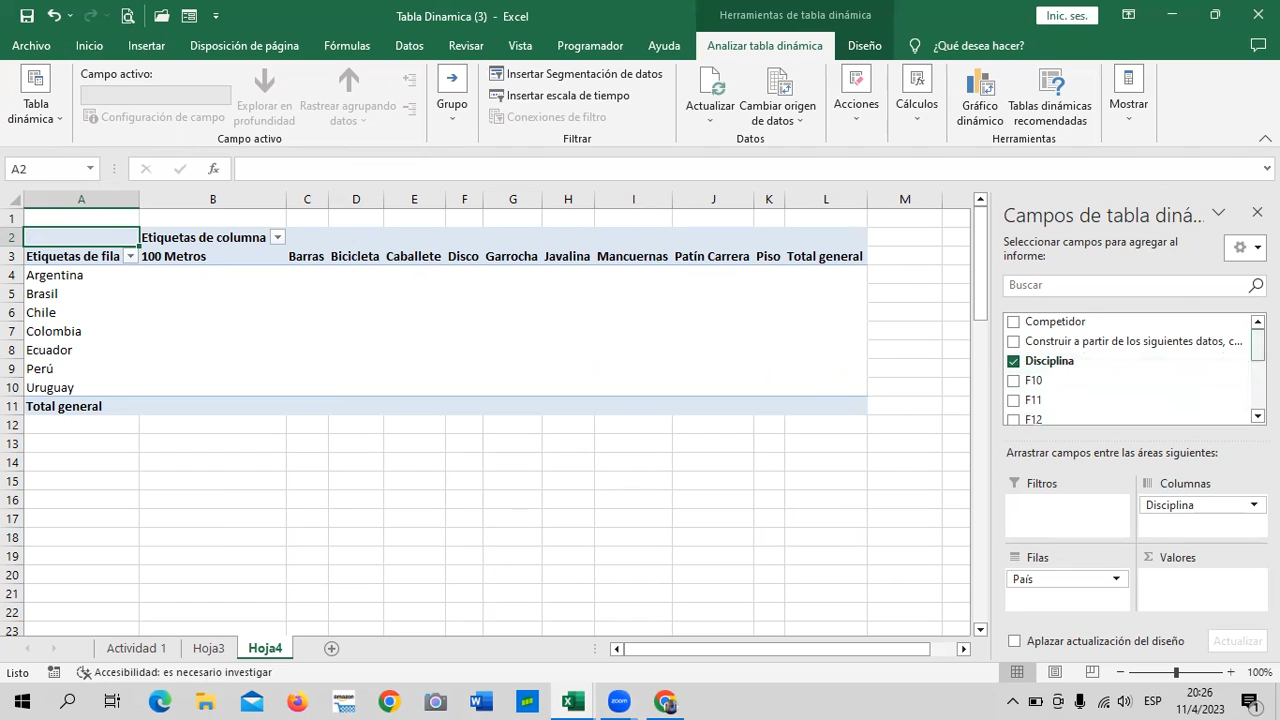 Tabla Dinamica (3) - Excel
Herramientas de tabla dinámica
Inic. ses.
Archivo Inicio Insertar Disposición de página Fórmulas Datos Revisar Vista Programador Ayuda Analizar tabla dinámica Diseño ¿Qué desea hacer?
Tabla dinámica
Campo activo:
Configuración de campo
Explorar en profundidad
Rastrear agrupando datos
Campo activo
Grupo
Insertar Segmentación de datos
Insertar escala de tiempo
Conexiones de filtro
Filtrar
Actualizar
Cambiar origen de datos
Datos
Acciones
Cálculos
Gráfico dinámico
Tablas dinámicas recomendadas
Herramientas
Mostrar
A2
fx
A B C D E F G H I J K L M
1
2 Etiquetas de columna
3 Etiquetas de fila 100 Metros Barras Bicicleta Caballete Disco Garrocha Javalina Mancuernas Patín Carrera Piso Total general
4 Argentina
5 Brasil
6 Chile
7 Colombia
8 Ecuador
9 Perú
10 Uruguay
11 Total general
12
13
14
15
16
17
18
19
20
21
22
23
Campos de tabla diná...
Seleccionar campos para agregar al informe:
Buscar
Competidor
Construir a partir de los siguientes datos, c...
Disciplina
F10
F11
F12
Arrastrar campos entre las áreas siguientes:
Filtros
Columnas
Disciplina
Filas
País
Σ Valores
Aplazar actualización del diseño
Actualizar
Actividad 1 Hoja3 Hoja4
Listo
Accesibilidad: es necesario investigar
100%
ESP
20:26
11/4/2023
amazon
zoom
1